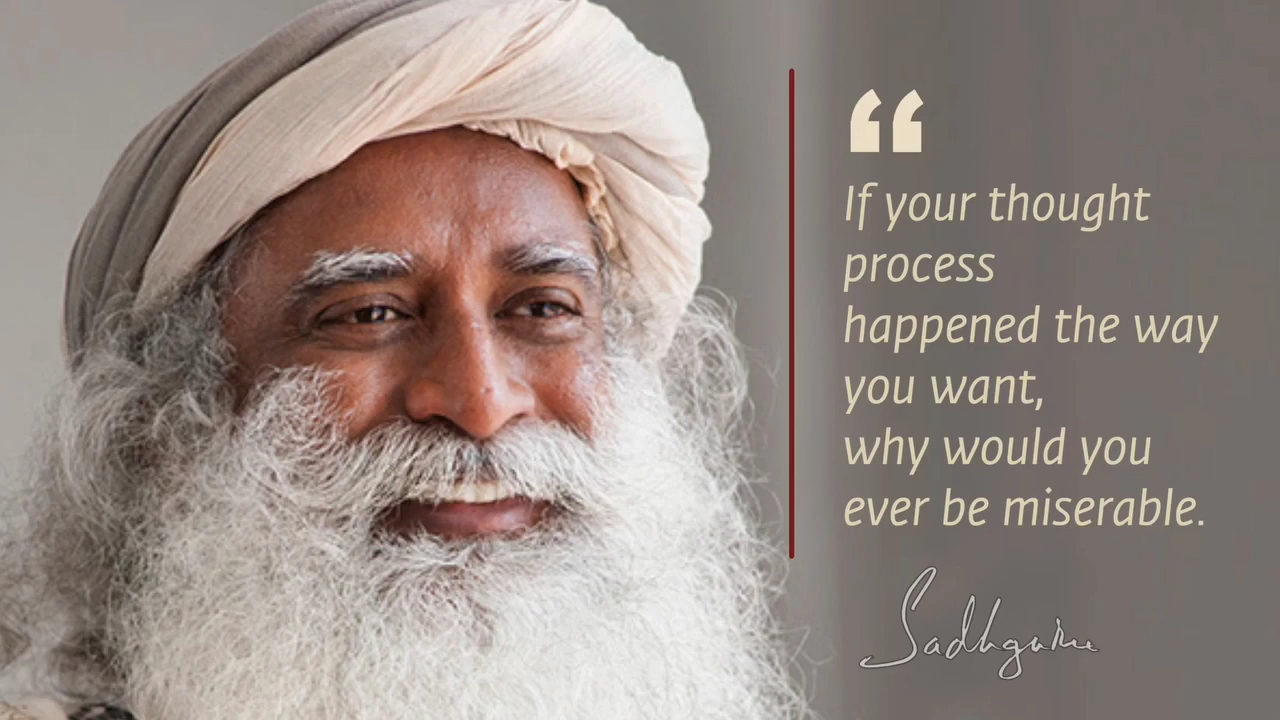 “
If your thought
process
happened the way
you want,
why would you
ever be miserable.
Sadhguru